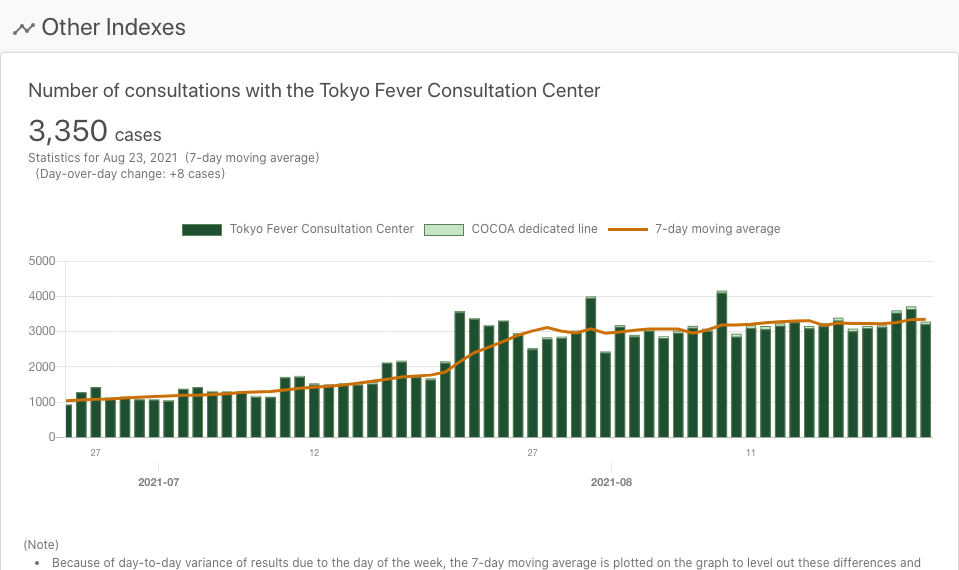 Other Indexes
Number of consultations with the Tokyo Fever Consultation Center
3,350 cases
Statistics for Aug 23, 2021 (7-day moving average)
(Day-over-day change: +8 cases)
Tokyo Fever Consultation Center COCOA dedicated line 7-day moving average
5000
4000
3000
2000
1000
0
27 12 27 11
2021-07 2021-08
(Note)
• Because of day-to-day variance of results due to the day of the week, the 7-day moving average is plotted on the graph to level out these differences and